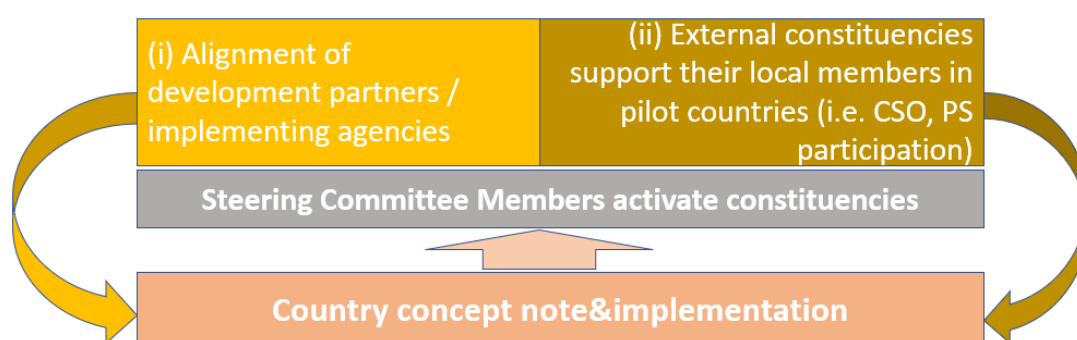 (i) Alignment of
development partners /
implementing agencies
(ii) External constituencies
support their local members in
pilot countries (i.e. CSO, PS
participation)
Steering Committee Members activate constituencies
Country concept note&implementation